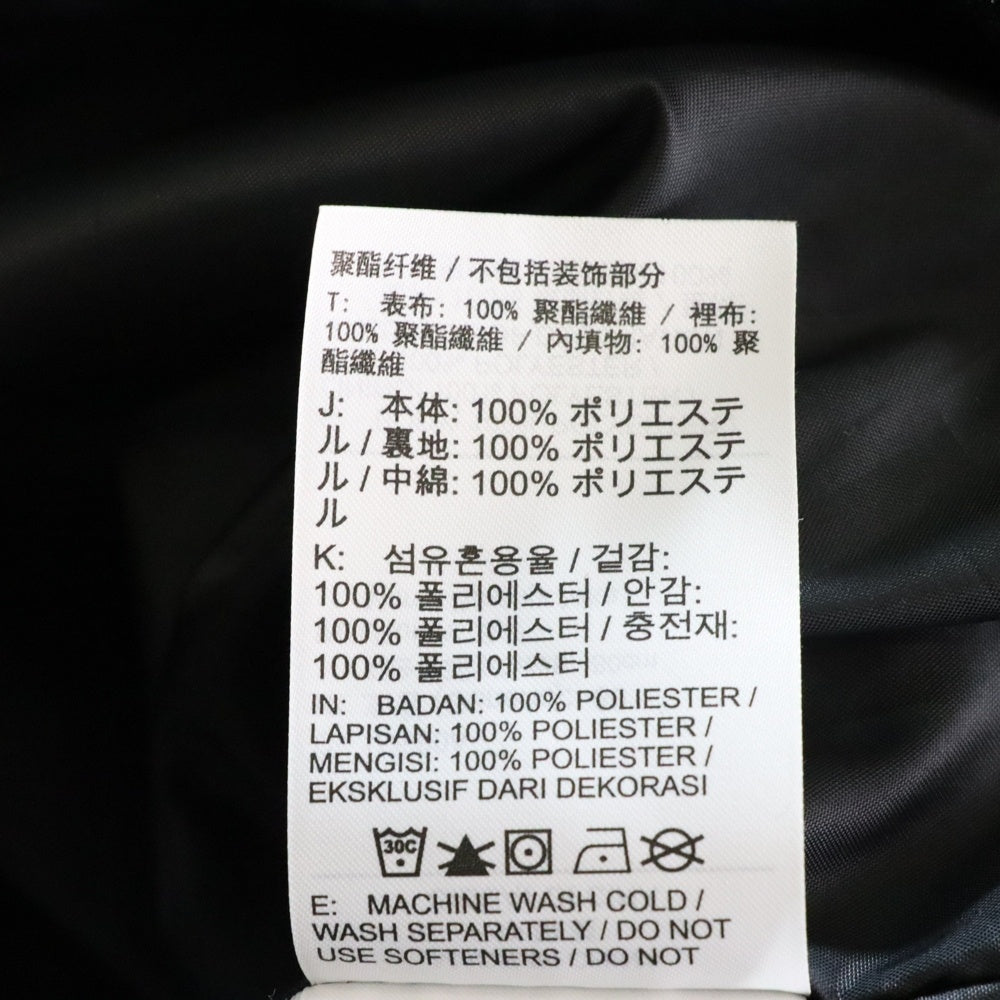 聚酯纤维 / 不包括装饰部分
T: 表布: 100% 聚酯纖維 / 裡布:
100% 聚酯纖維 / 內填物: 100% 聚
酯纖維
J: 本体: 100% ポリエステ
ル / 裏地: 100% ポリエステ
ル / 中綿: 100% ポリエステ
ル
K: 섬유혼용율 / 겉감:
100% 폴리에스터 / 안감:
100% 폴리에스터 / 충전재:
100% 폴리에스터
IN: BADAN: 100% POLIESTER /
LAPISAN: 100% POLIESTER /
MENGISI: 100% POLIESTER /
EKSKLUSIF DARI DEKORASI
30C
E: MACHINE WASH COLD /
WASH SEPARATELY / DO NOT
USE SOFTENERS / DO NOT